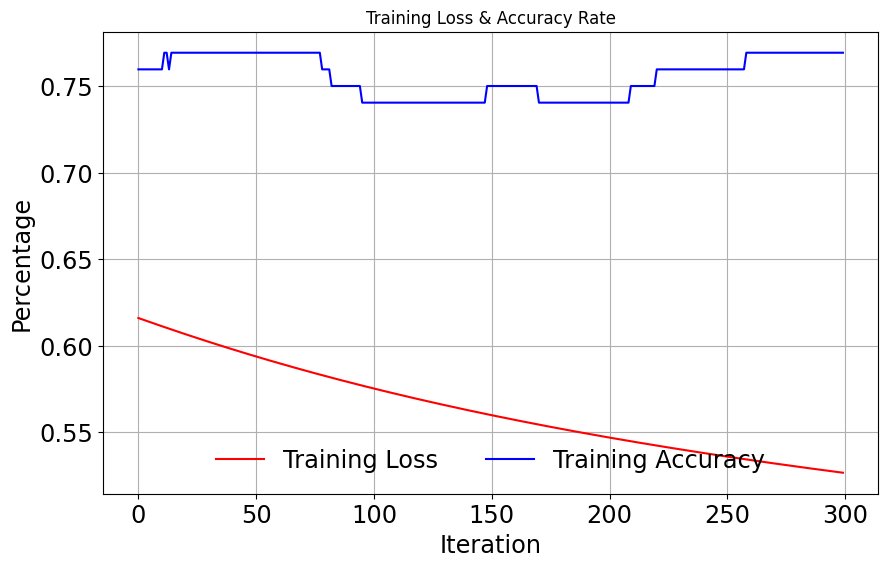 Training Loss & Accuracy Rate
0.75
0.70
0.65
0.60
0.55
Percentage
Training Loss
Training Accuracy
0 50 100 150 200 250 300
Iteration